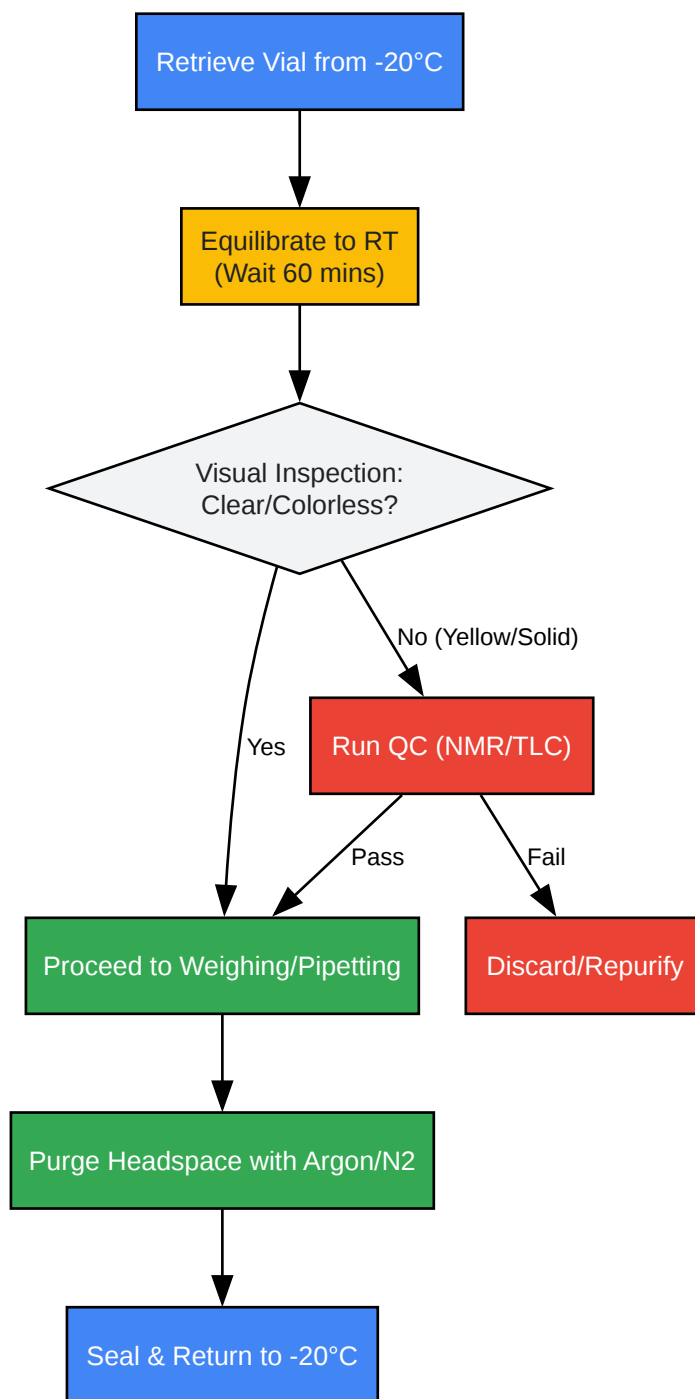 Retrieve Vial from -20°C
Equilibrate to RT
(Wait 60 mins)
Visual Inspection:
Clear/Colorless?
No (Yellow/Solid)
Yes
Run QC (NMR/TLC)
Pass
Fail
Proceed to Weighing/Pipetting
Discard/Repurify
Purge Headspace with Argon/N2
Seal & Return to -20°C